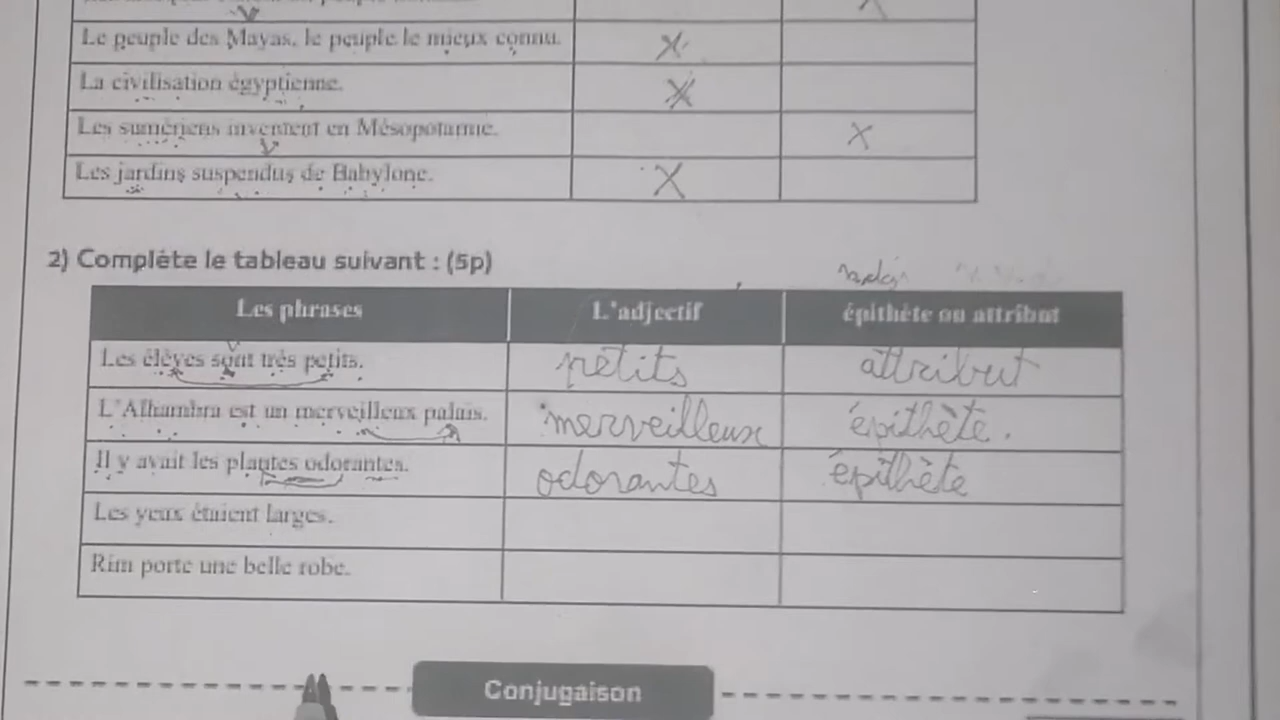 Le peuple des Mayas, le peuple le mieux connu. X
La civilisation égyptienne. X
Les sumériens inventent en Mésopotamie. X
Les jardins suspendus de Babylone. X
2) Complète le tableau suivant : (5p)
Les phrases L'adjectif épithète ou attribut
Les élèves sont très petits. petits attribut
L'Alhambra est un merveilleux palais. merveilleux épithète.
Il y avait les plantes odorantes. odorantes épithète
Les yeux étaient larges.
Rim porte une belle robe.
Conjugaison